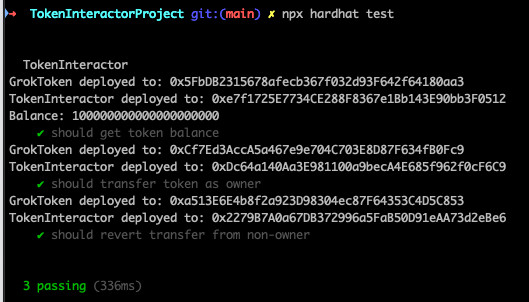 ➜ TokenInteractorProject git:(main) ✗ npx hardhat test
TokenInteractor
GrokToken deployed to: 0x5FbDB2315678afecb367f032d93F642f64180aa3
TokenInteractor deployed to: 0xe7f1725E7734CE288F8367e1Bb143E90bb3F0512
Balance: 1000000000000000000000
✔ should get token balance
GrokToken deployed to: 0xCf7Ed3AccA5a467e9e704C703E8D87F634fB0Fc9
TokenInteractor deployed to: 0xDc64a140Aa3E981100a9becA4E685f962f0cF6C9
✔ should transfer token as owner
GrokToken deployed to: 0xa513E6E4b8f2a923D98304ec87F64353C4D5C853
TokenInteractor deployed to: 0x2279B7A0a67DB372996a5FaB50D91eAA73d2eBe6
✔ should revert transfer from non-owner
3 passing (336ms)